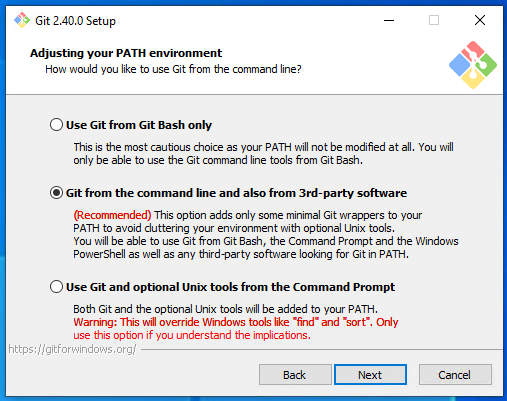 Git 2.40.0 Setup
Adjusting your PATH environment
How would you like to use Git from the command line?
Use Git from Git Bash only
This is the most cautious choice as your PATH will not be modified at all. You will
only be able to use the Git command line tools from Git Bash.
Git from the command line and also from 3rd-party software
(Recommended) This option adds only some minimal Git wrappers to your
PATH to avoid cluttering your environment with optional Unix tools.
You will be able to use Git from Git Bash, the Command Prompt and the Windows
PowerShell as well as any third-party software looking for Git in PATH.
Use Git and optional Unix tools from the Command Prompt
Both Git and the optional Unix tools will be added to your PATH.
Warning: This will override Windows tools like "find" and "sort". Only
use this option if you understand the implications.
https://gitforwindows.org/
Back
Next
Cancel